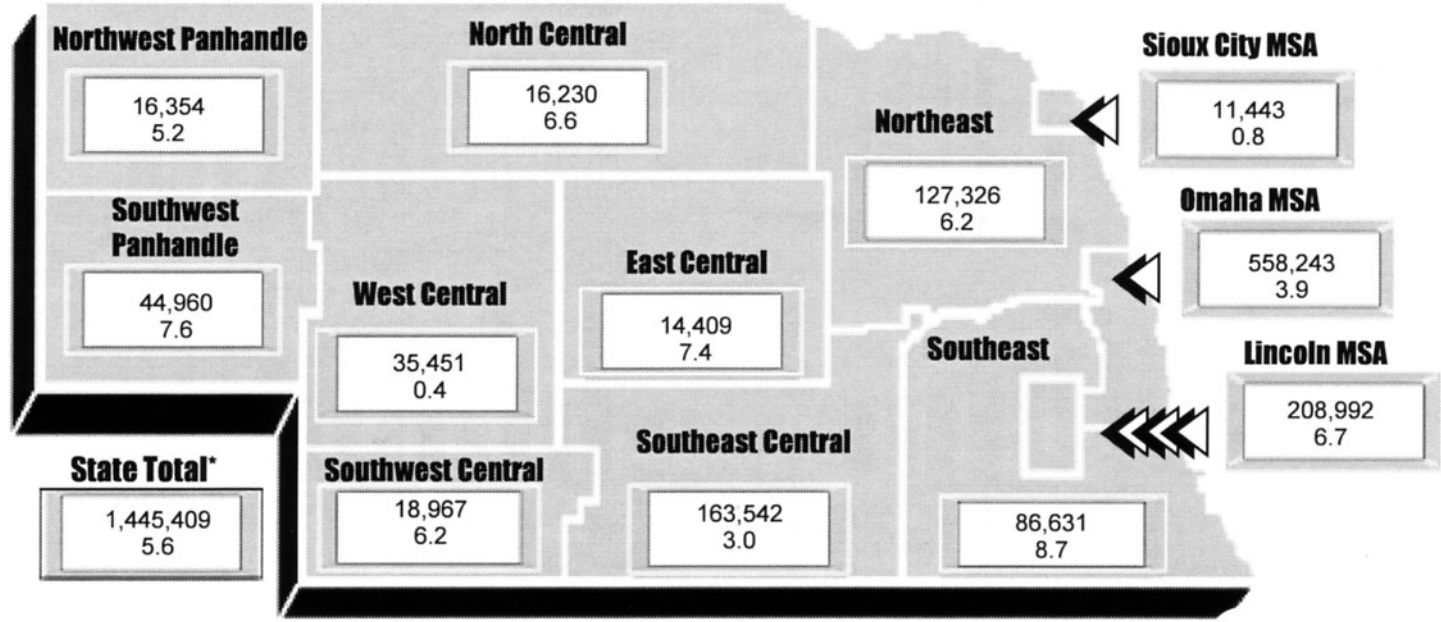 Northwest Panhandle
16,354
5.2
North Central
16,230
6.6
Sioux City MSA
11,443
0.8
Northeast
127,326
6.2
Omaha MSA
558,243
3.9
Southwest
Panhandle
44,960
7.6
West Central
35,451
0.4
East Central
14,409
7.4
Southeast
86,631
8.7
Lincoln MSA
208,992
6.7
State Total*
1,445,409
5.6
Southwest Central
18,967
6.2
Southeast Central
163,542
3.0